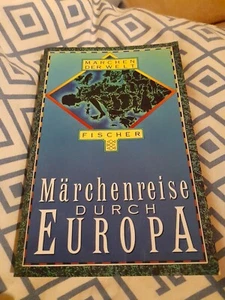 MÄRCHEN
DER WELT
FISCHER
Märchenreise
DURCH
EUROPA